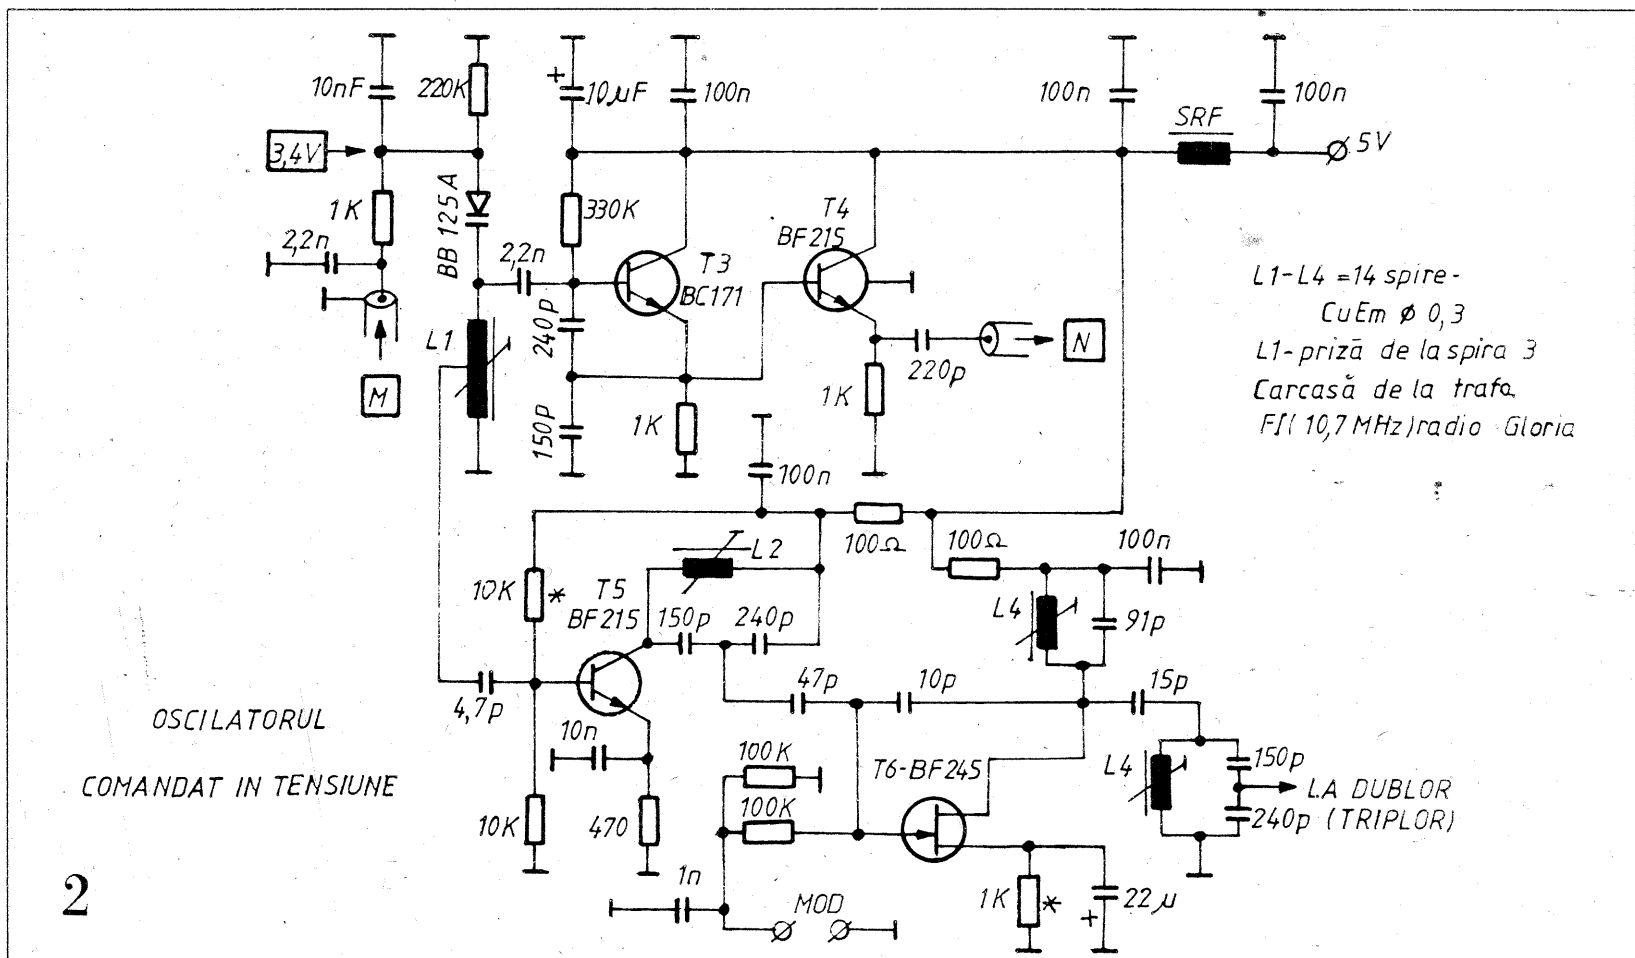 10nF
220K
10µF
100n
100n
100n
SRF
5V
3,4V
1K
2,2n
BB 125A
2,2n
330K
T3
BC171
T4
BF215
L1
M
240p
150p
1K
220p
N
1K
L1-L4 = 14 spire-
CuEm ø 0,3
L1-priză de la spira 3
Carcasă de la trafa
FI( 10,7 MHz) radio Gloria
100n
100Ω
100Ω
100n
L2
10K *
T5
BF215
150p
240p
L4
91p
4,7p
47p
10p
15p
10n
100K
100K
T6-BF245
L4
150p
LA DUBLOR
240p (TRIPLOR)
10K
470
1n
MOD
1K *
22µ
+
+
OSCILATORUL
COMANDAT IN TENSIUNE
2